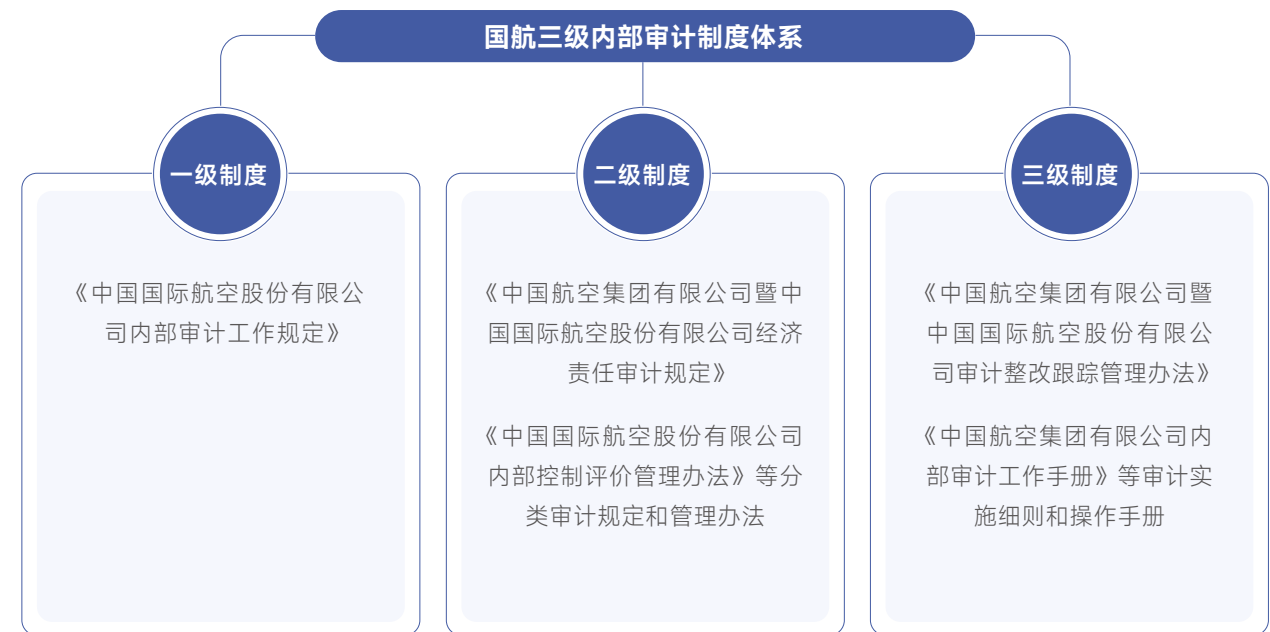 国航三级内部审计制度体系
一级制度
《中国国际航空股份有限公
司内部审计工作规定》
二级制度
《中国航空集团有限公司暨中
国国际航空股份有限公司经济
责任审计规定》
《中国国际航空股份有限公司
内部控制评价管理办法》等分
类审计规定和管理办法
三级制度
《中国航空集团有限公司暨
中国国际航空股份有限公
司审计整改跟踪管理办法》
《中国航空集团有限公司内
部审计工作手册》等审计实
施细则和操作手册